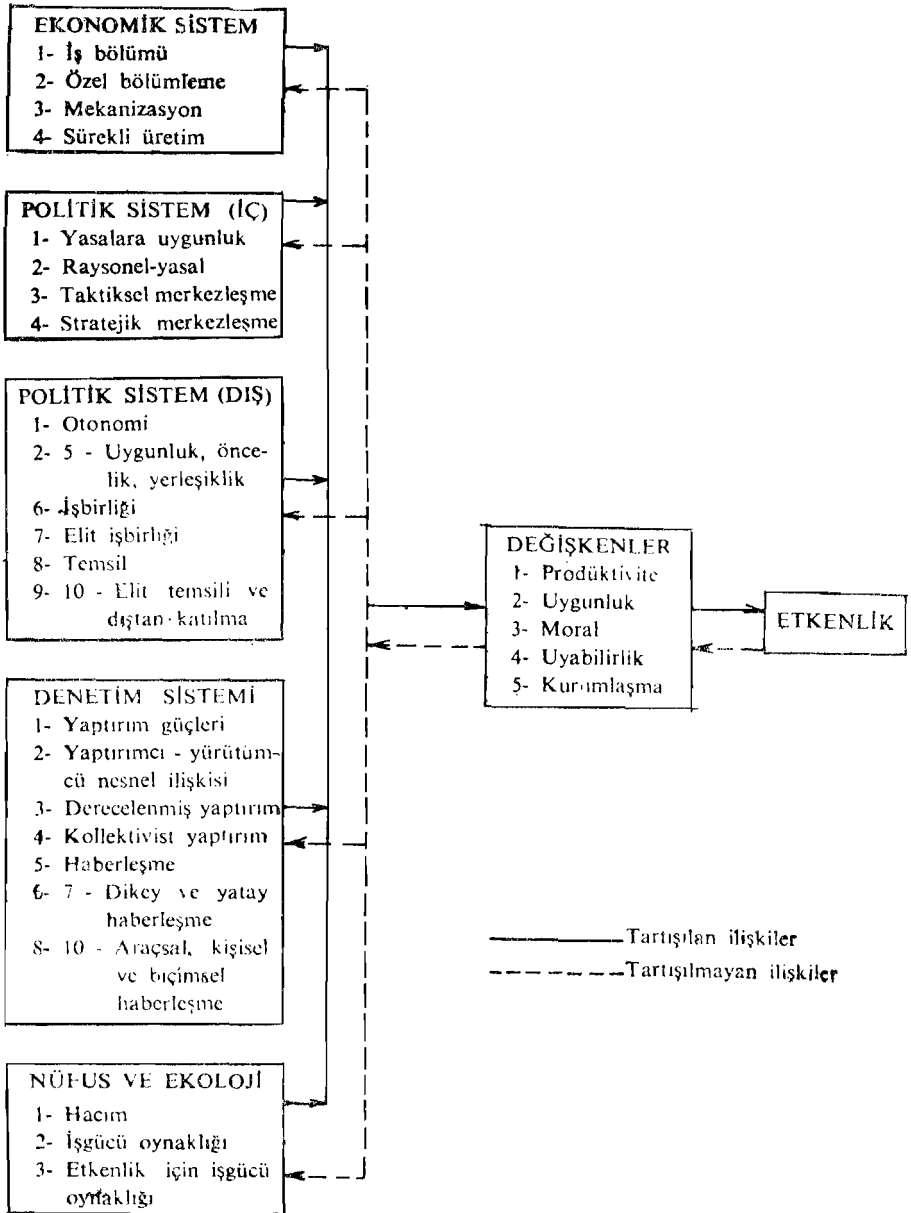 EKONOMİK SİSTEM
1- İş bölümü
2- Özel bölümleme
3- Mekanizasyon
4- Sürekli üretim
POLİTİK SİSTEM (İÇ)
1- Yasalara uygunluk
2- Raysonel-yasal
3- Taktiksel merkezleşme
4- Stratejik merkezleşme
POLİTİK SİSTEM (DIŞ)
1- Otonomi
2- 5 - Uygunluk, önce-
lik, yerleşiklik
6- İşbirliği
7- Elit işbirliği
8- Temsil
9- 10 - Elit temsili ve
dıştan katılma
DENETİM SİSTEMİ
1- Yaptırım güçleri
2- Yaptırımcı - yürütüm-
cü nesnel ilişkisi
3- Derecelenmiş yaptırım
4- Kollektivist yaptırım
5- Haberleşme
6- 7 - Dikey ve yatay
haberleşme
8- 10 - Araçsal, kişisel
ve biçimsel
haberleşme
NÜFUS VE EKOLOJİ
1- Hacım
2- İşgücü oynaklığı
3- Etkenlik için işgücü
oynaklığı
DEĞİŞKENLER
1- Prodüktivite
2- Uygunluk
3- Moral
4- Uyabilirlik
5- Kurumlaşma
ETKENLİK
Tartışılan ilişkiler
Tartışılmayan ilişkiler